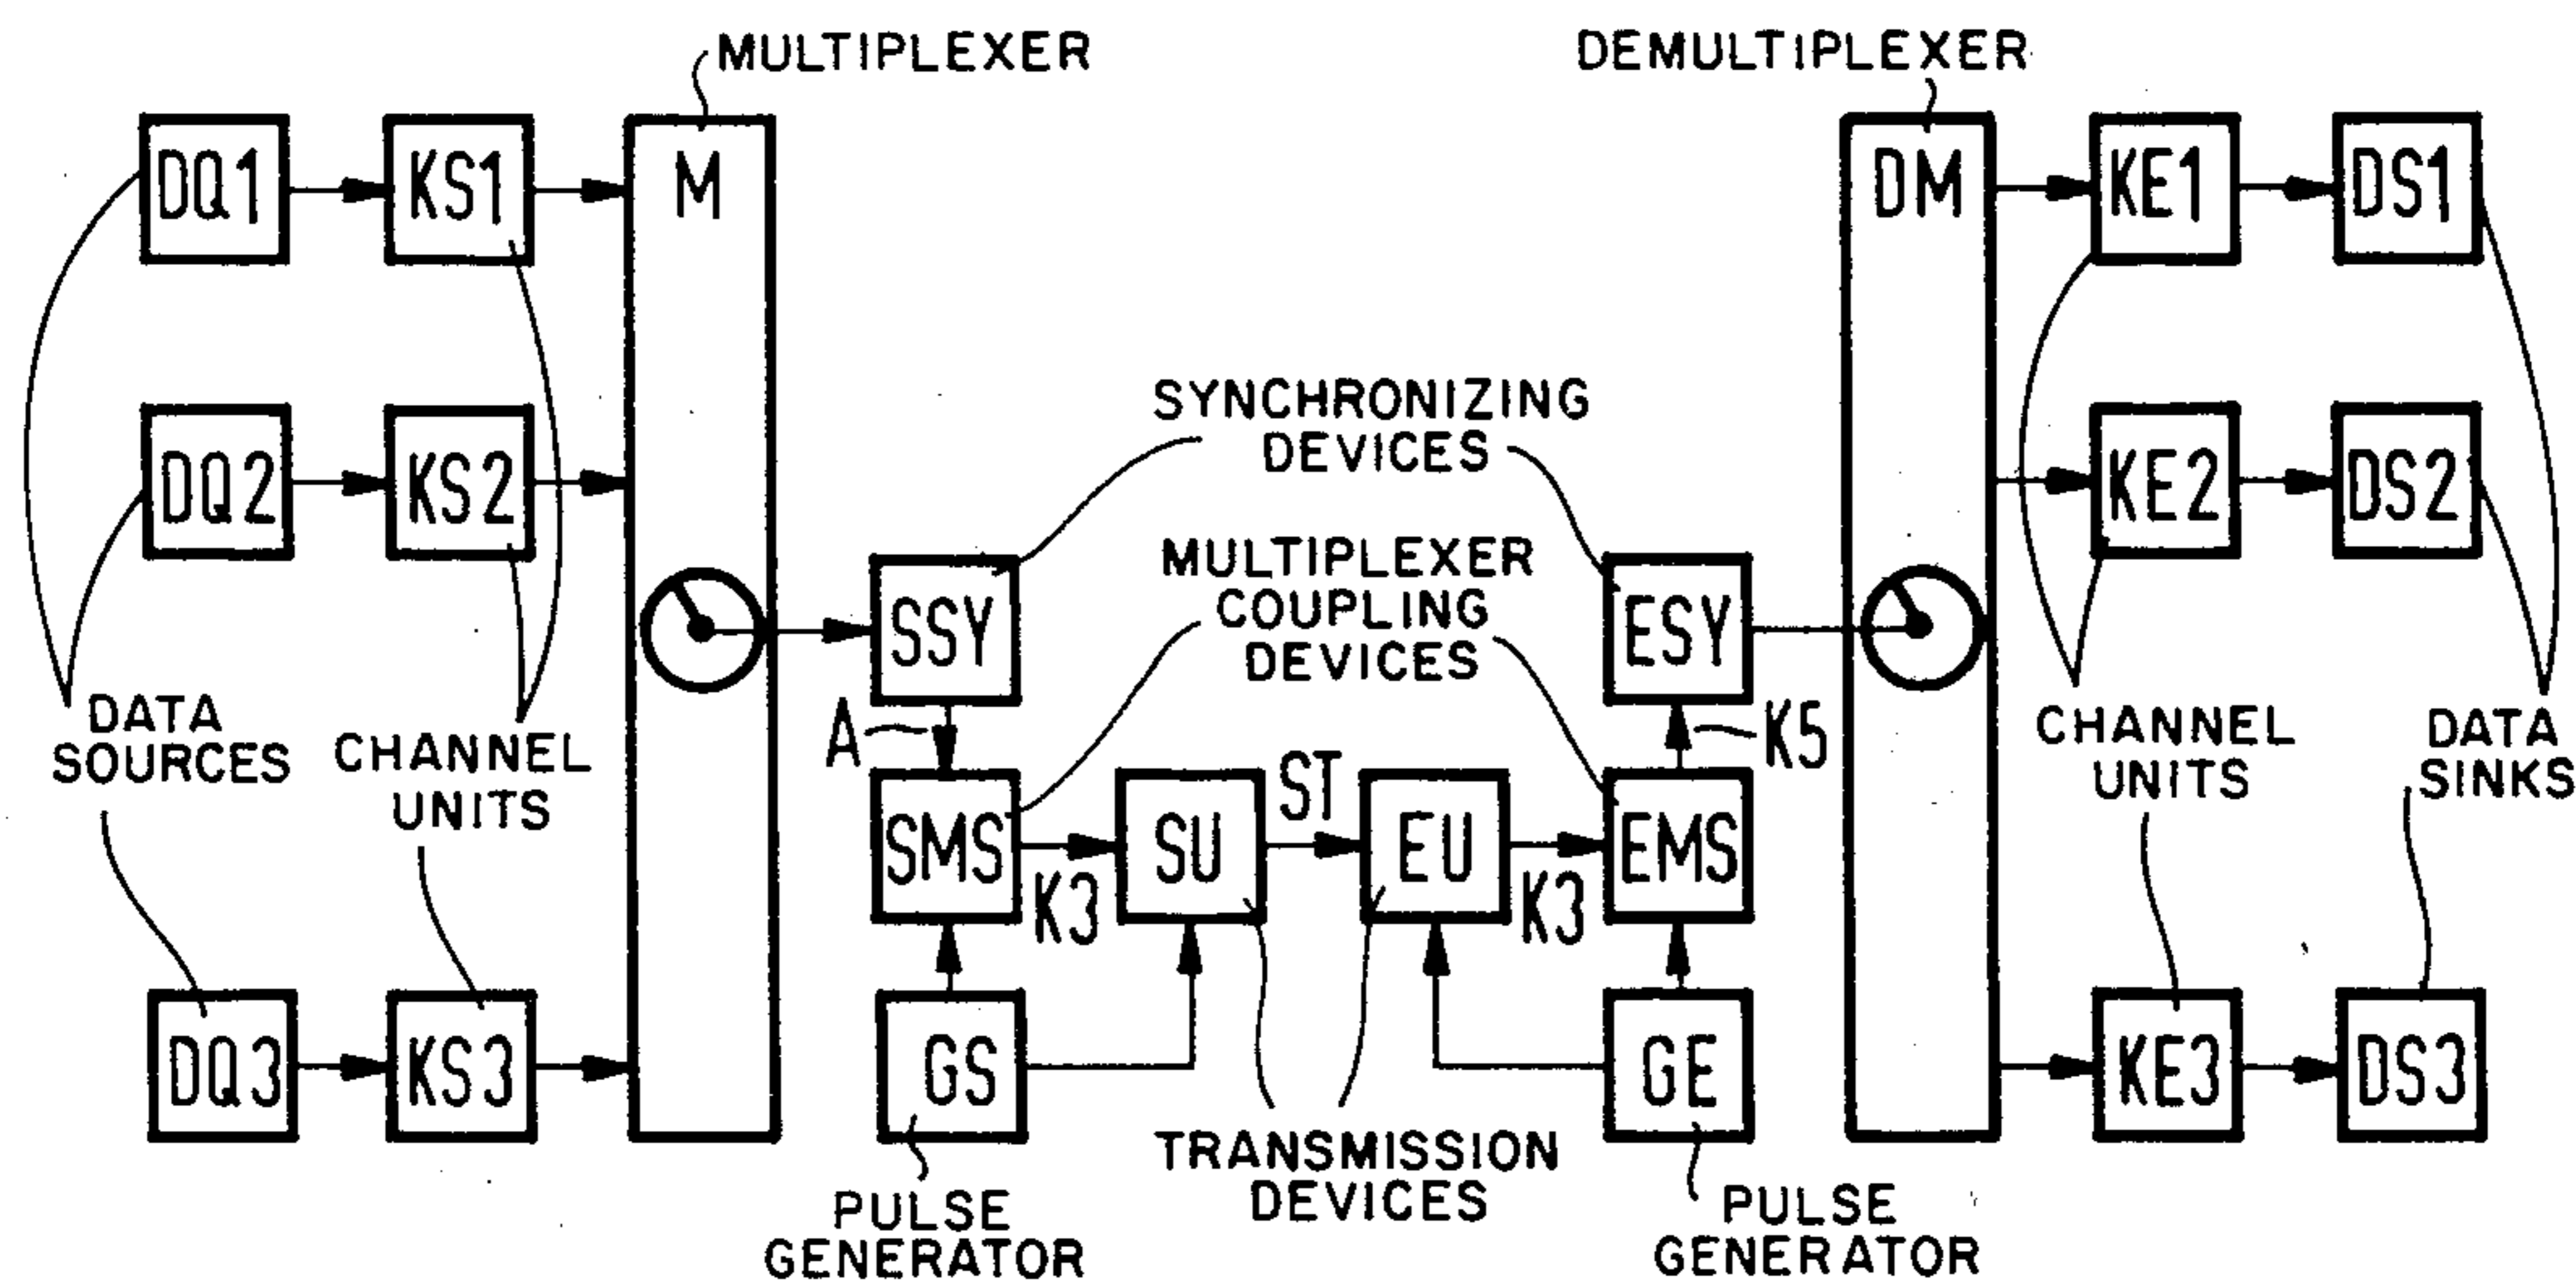 MULTIPLEXER
DEMULTIPLEXER
DQ1
KS1
M
DM
KE1
DS1
DQ2
KS2
KE2
DS2
SYNCHRONIZING
DEVICES
MULTIPLEXER
COUPLING
DEVICES
SSY
ESY
DATA
SOURCES
CHANNEL
UNITS
A
K5
CHANNEL
UNITS
DATA
SINKS
SMS
K3
SU
ST
EU
K3
EMS
DQ3
KS3
GS
GE
KE3
DS3
TRANSMISSION
DEVICES
PULSE
GENERATOR
PULSE
GENERATOR